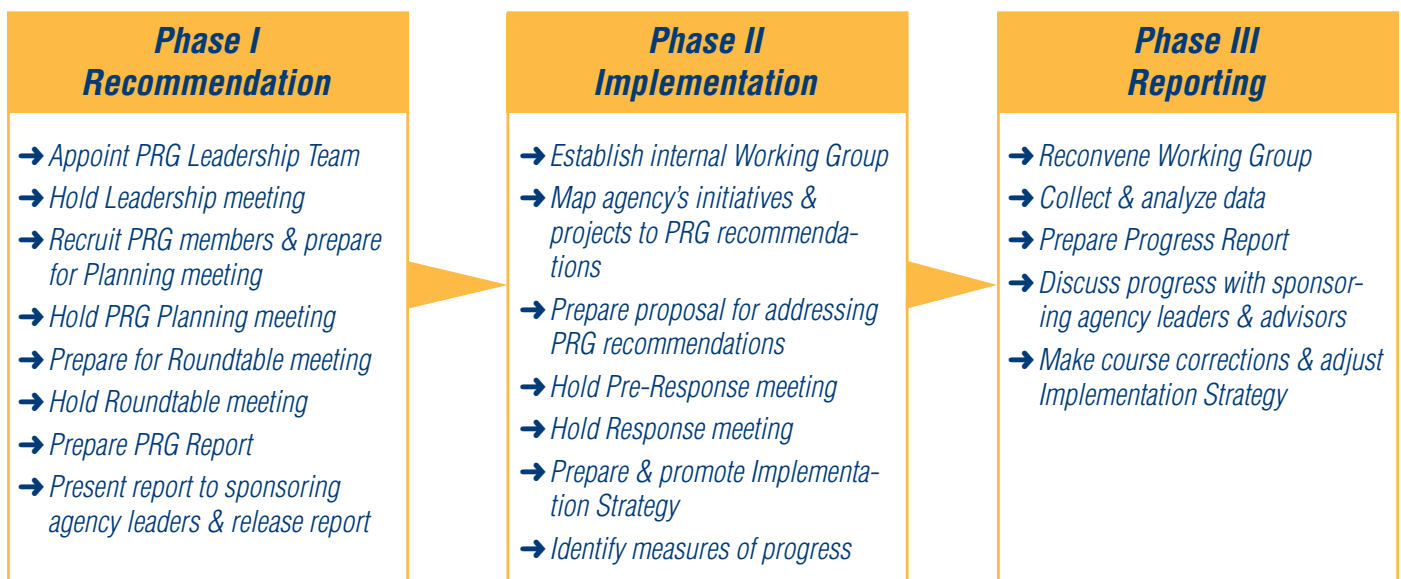 Phase I
Recommendation
➜ Appoint PRG Leadership Team
➜ Hold Leadership meeting
➜ Recruit PRG members & prepare
for Planning meeting
➜ Hold PRG Planning meeting
➜ Prepare for Roundtable meeting
➜ Hold Roundtable meeting
➜ Prepare PRG Report
➜ Present report to sponsoring
agency leaders & release report
Phase II
Implementation
➜ Establish internal Working Group
➜ Map agency’s initiatives &
projects to PRG recommenda-
tions
➜ Prepare proposal for addressing
PRG recommendations
➜ Hold Pre-Response meeting
➜ Hold Response meeting
➜ Prepare & promote Implementa-
tion Strategy
➜ Identify measures of progress
Phase III
Reporting
➜ Reconvene Working Group
➜ Collect & analyze data
➜ Prepare Progress Report
➜ Discuss progress with sponsor-
ing agency leaders & advisors
➜ Make course corrections & adjust
Implementation Strategy